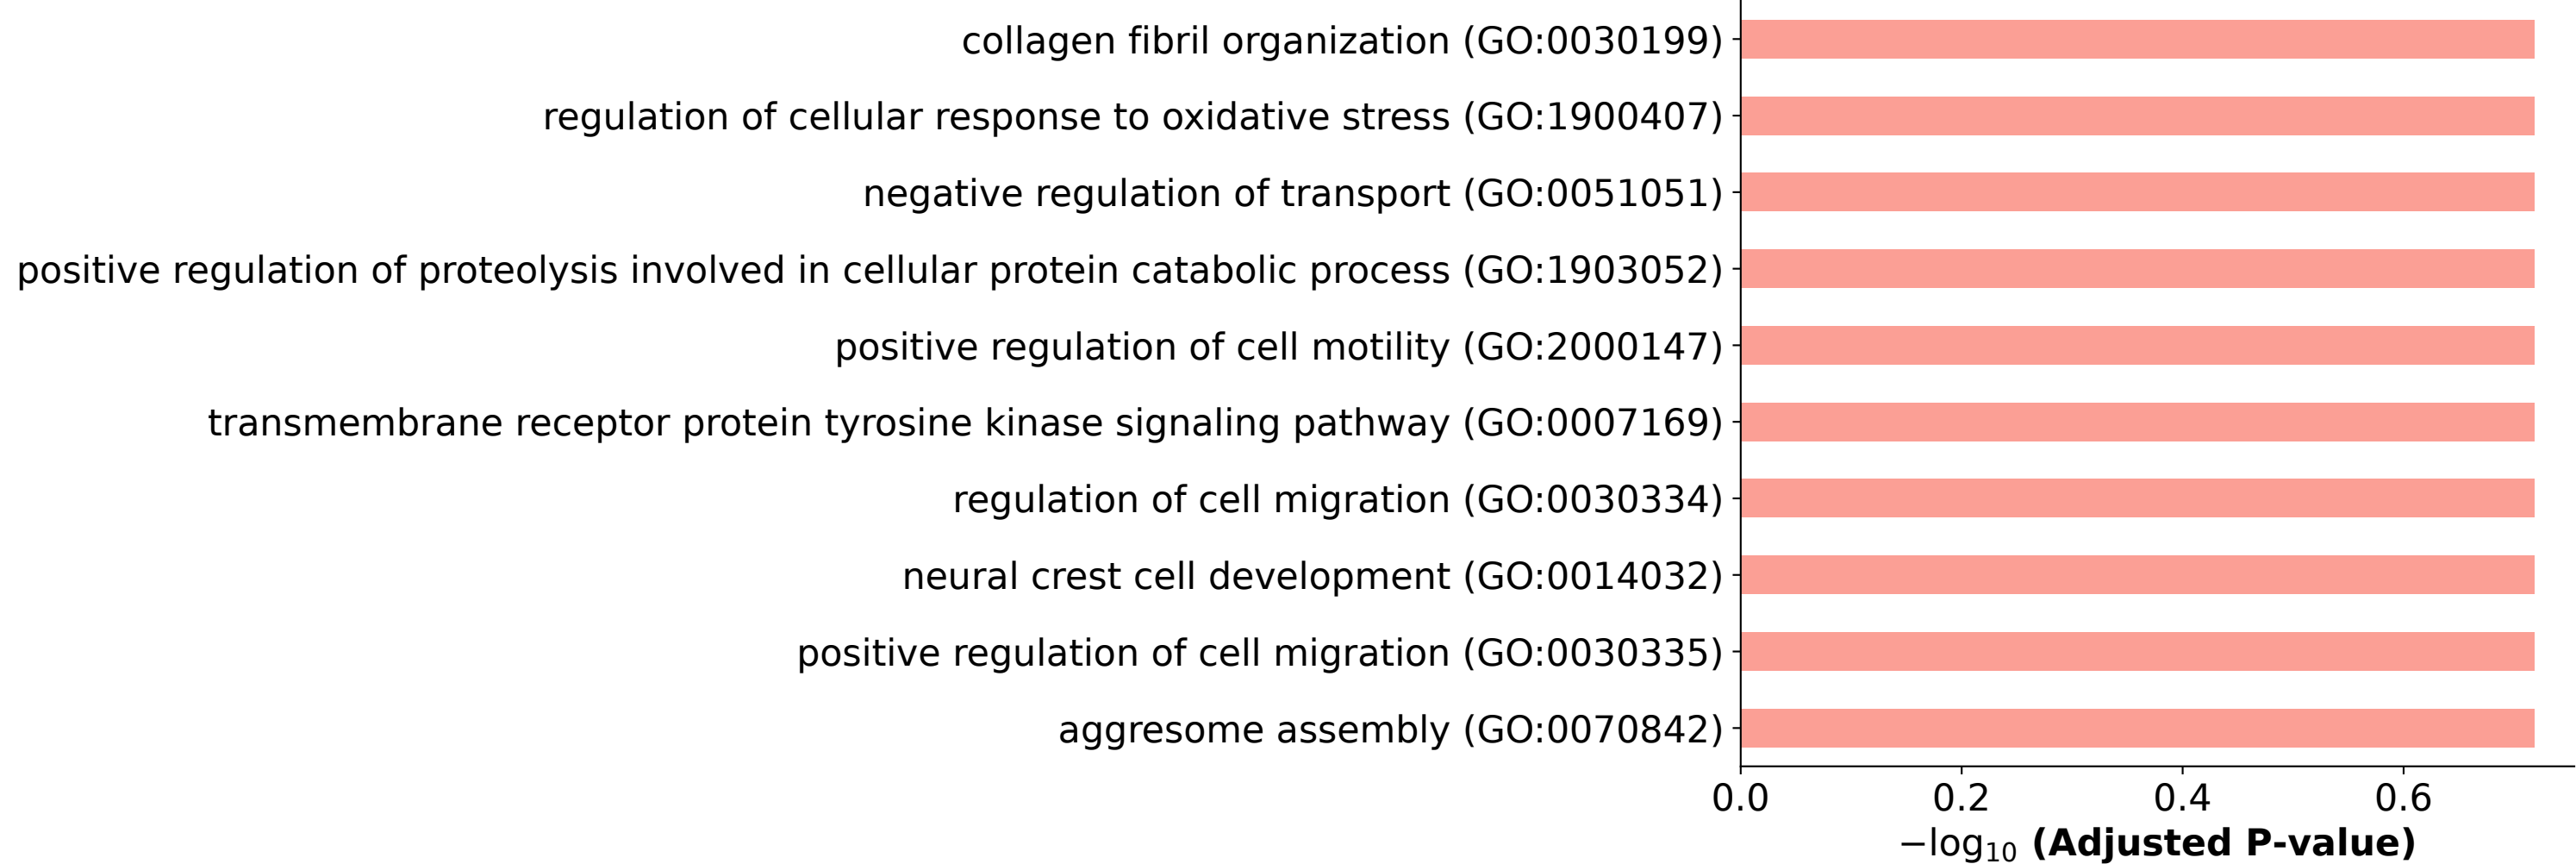 collagen fibril organization (GO:0030199)
regulation of cellular response to oxidative stress (GO:1900407)
negative regulation of transport (GO:0051051)
positive regulation of proteolysis involved in cellular protein catabolic process (GO:1903052)
positive regulation of cell motility (GO:2000147)
transmembrane receptor protein tyrosine kinase signaling pathway (GO:0007169)
regulation of cell migration (GO:0030334)
neural crest cell development (GO:0014032)
positive regulation of cell migration (GO:0030335)
aggresome assembly (GO:0070842)
0.0 0.2 0.4 0.6
−log₁₀ (Adjusted P-value)